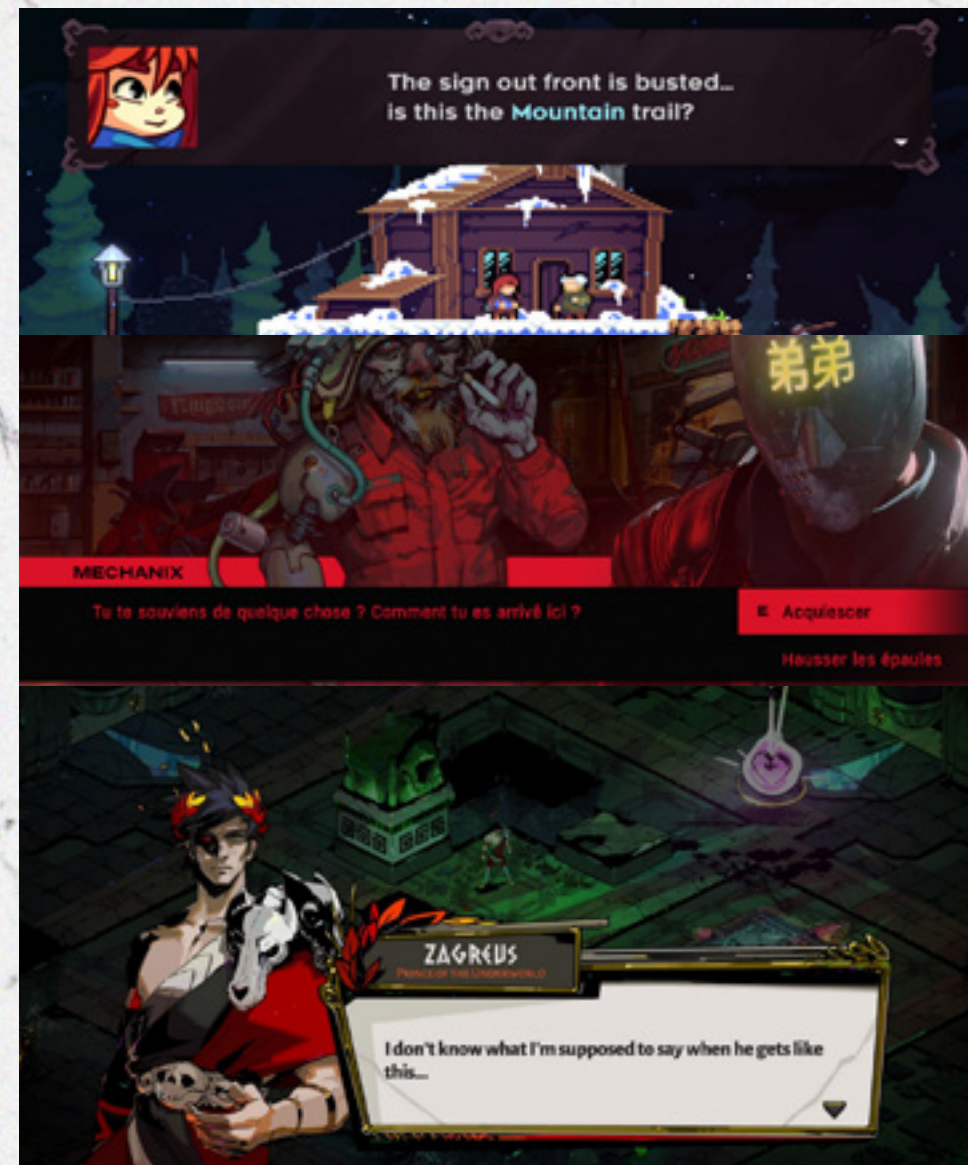 The sign out front is busted...
is this the Mountain trail?
弟弟
MECHANIX
Tu te souviens de quelque chose ? Comment tu es arrivé ici ?
E Acquiescer
Hausser les épaules
ZAGREUS
PRINCE OF THE UNDERWORLD
I don't know what I'm supposed to say when he gets like
this...